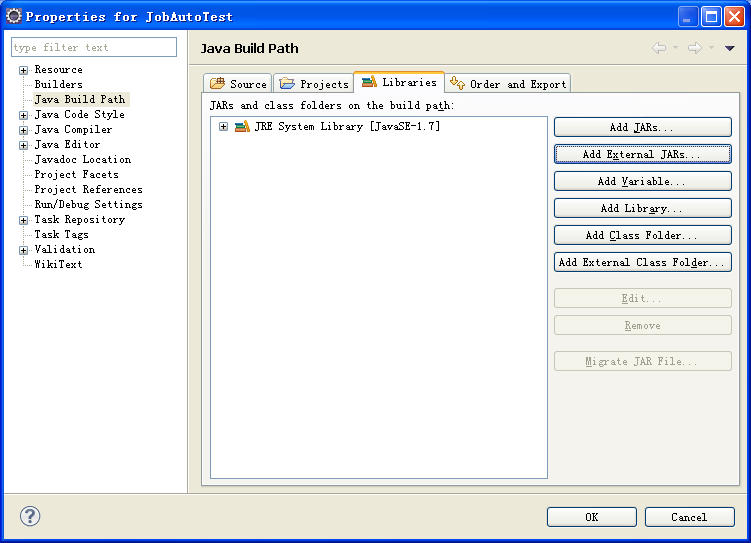 Properties for JobAutoTest
type filter text
Resource
Builders
Java Build Path
Java Code Style
Java Compiler
Java Editor
Javadoc Location
Project Facets
Project References
Run/Debug Settings
Task Repository
Task Tags
Validation
WikiText
Java Build Path
Source Projects Libraries Order and Export
JARs and class folders on the build path:
JRE System Library [JavaSE-1.7]
Add JARs...
Add External JARs...
Add Variable...
Add Library...
Add Class Folder...
Add External Class Folder...
Edit...
Remove
Migrate JAR File...
?
OK Cancel